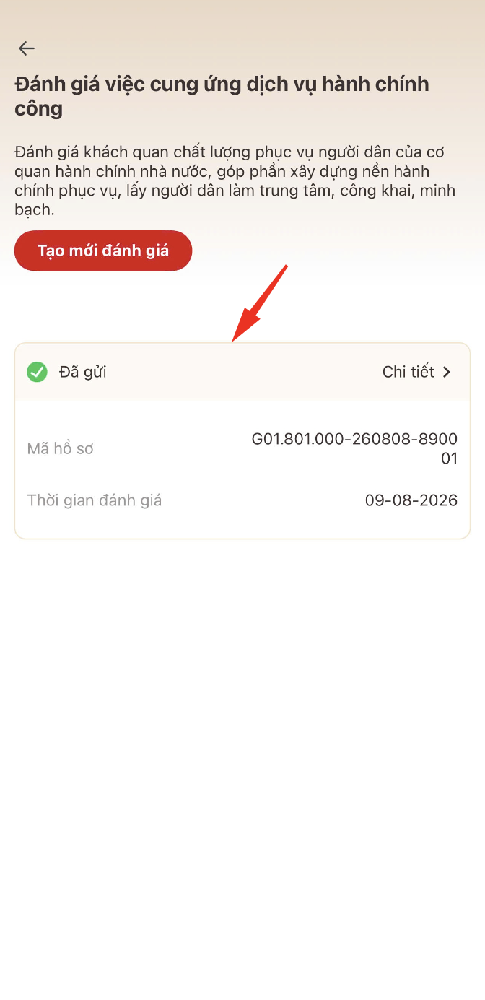 Đánh giá việc cung ứng dịch vụ hành chính
công
Đánh giá khách quan chất lượng phục vụ người dân của cơ
quan hành chính nhà nước, góp phần xây dựng nền hành
chính phục vụ, lấy người dân làm trung tâm, công khai, minh
bạch.
Tạo mới đánh giá
Đã gửi
Chi tiết
Mã hồ sơ
G01.801.000-260808-8900
01
Thời gian đánh giá
09-08-2026